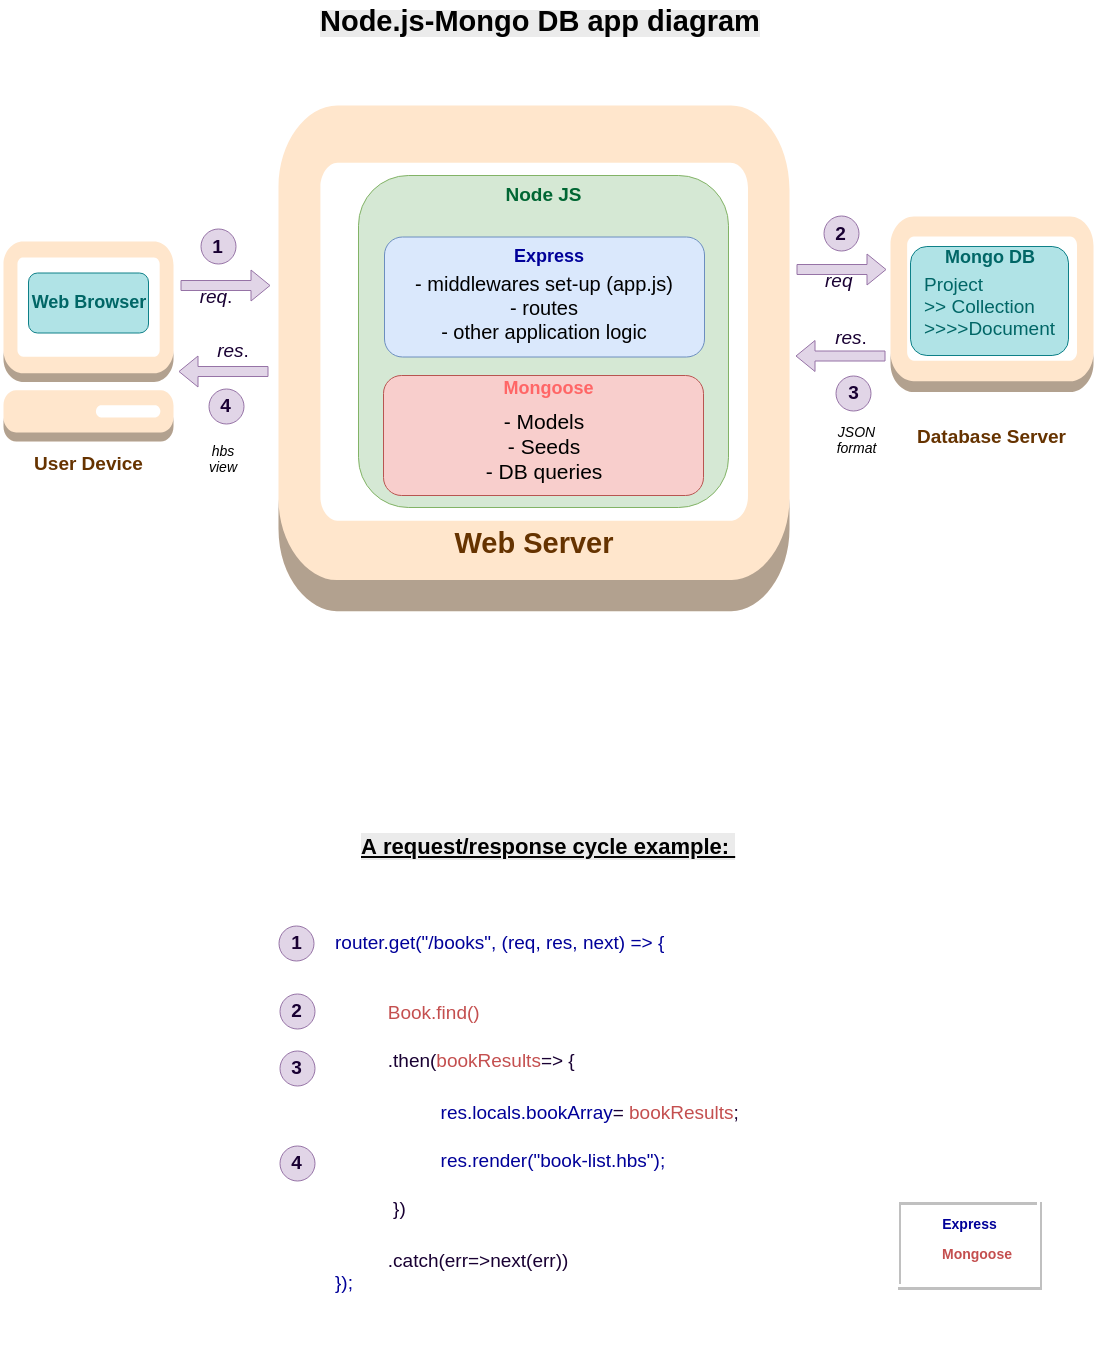 Node.js-Mongo DB app diagram
Node JS
Express
- middlewares set-up (app.js)
- routes
- other application logic
Mongoose
- Models
- Seeds
- DB queries
Web Server
1
req.
res.
4
hbs
view
Web Browser
User Device
2
req
res.
3
JSON
format
Mongo DB
Project
>> Collection
>>>>Document
Database Server
A request/response cycle example:
1 router.get("/books", (req, res, next) => {
2 Book.find()
3 .then(bookResults=> {
res.locals.bookArray= bookResults;
4 res.render("book-list.hbs");
})
.catch(err=>next(err))
});
Express
Mongoose